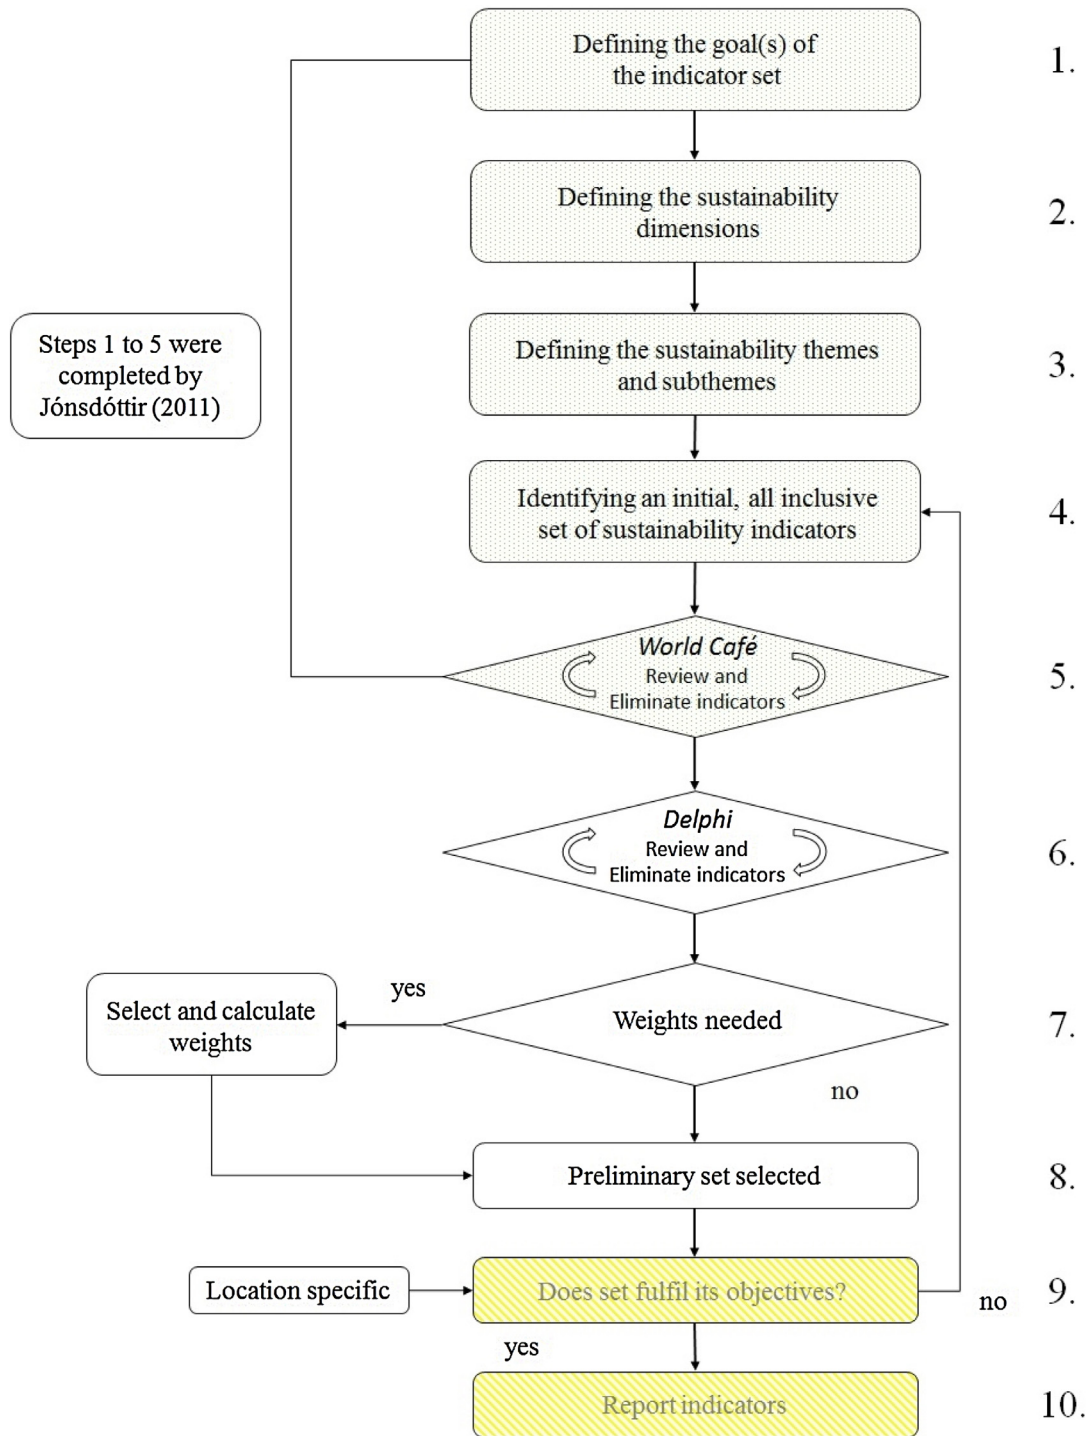 Defining the goal(s) of
the indicator set
1.
Defining the sustainability
dimensions
2.
Steps 1 to 5 were
completed by
Jónsdóttir (2011)
Defining the sustainability themes
and subthemes
3.
Identifying an initial, all inclusive
set of sustainability indicators
4.
World Café
Review and
Eliminate indicators
5.
Delphi
Review and
Eliminate indicators
6.
Select and calculate
weights
yes
Weights needed
7.
no
Preliminary set selected
8.
Location specific
Does set fulfil its objectives?
no
9.
yes
Report indicators
10.